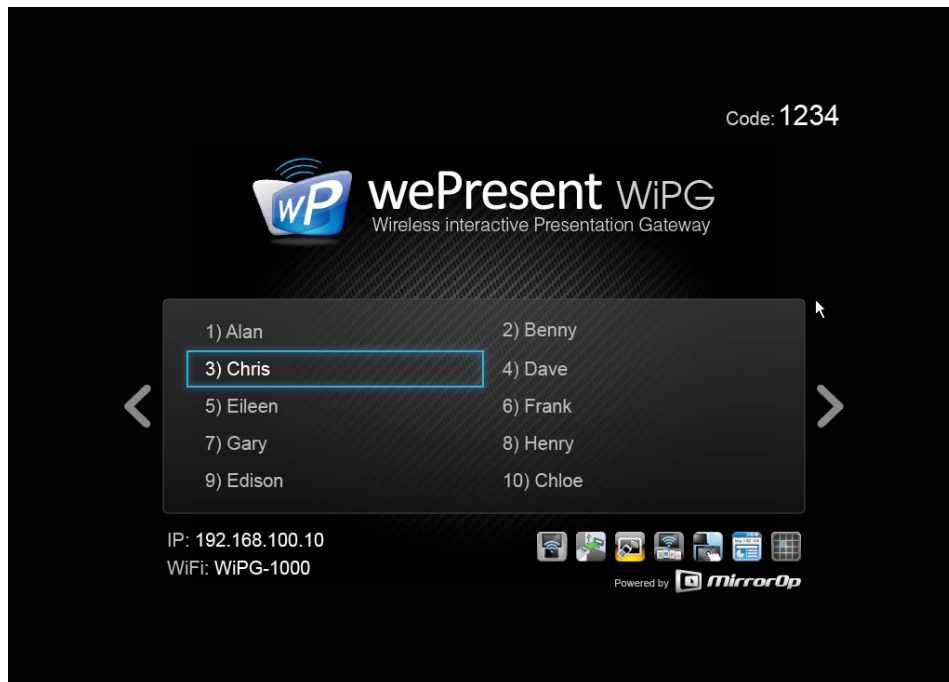 Code: 1234
wP wePresent WiPG
Wireless interactive Presentation Gateway
1) Alan 2) Benny
3) Chris 4) Dave
5) Eileen 6) Frank
7) Gary 8) Henry
9) Edison 10) Chloe
IP: 192.168.100.10
WiFi: WiPG-1000
Powered by MirrorOp